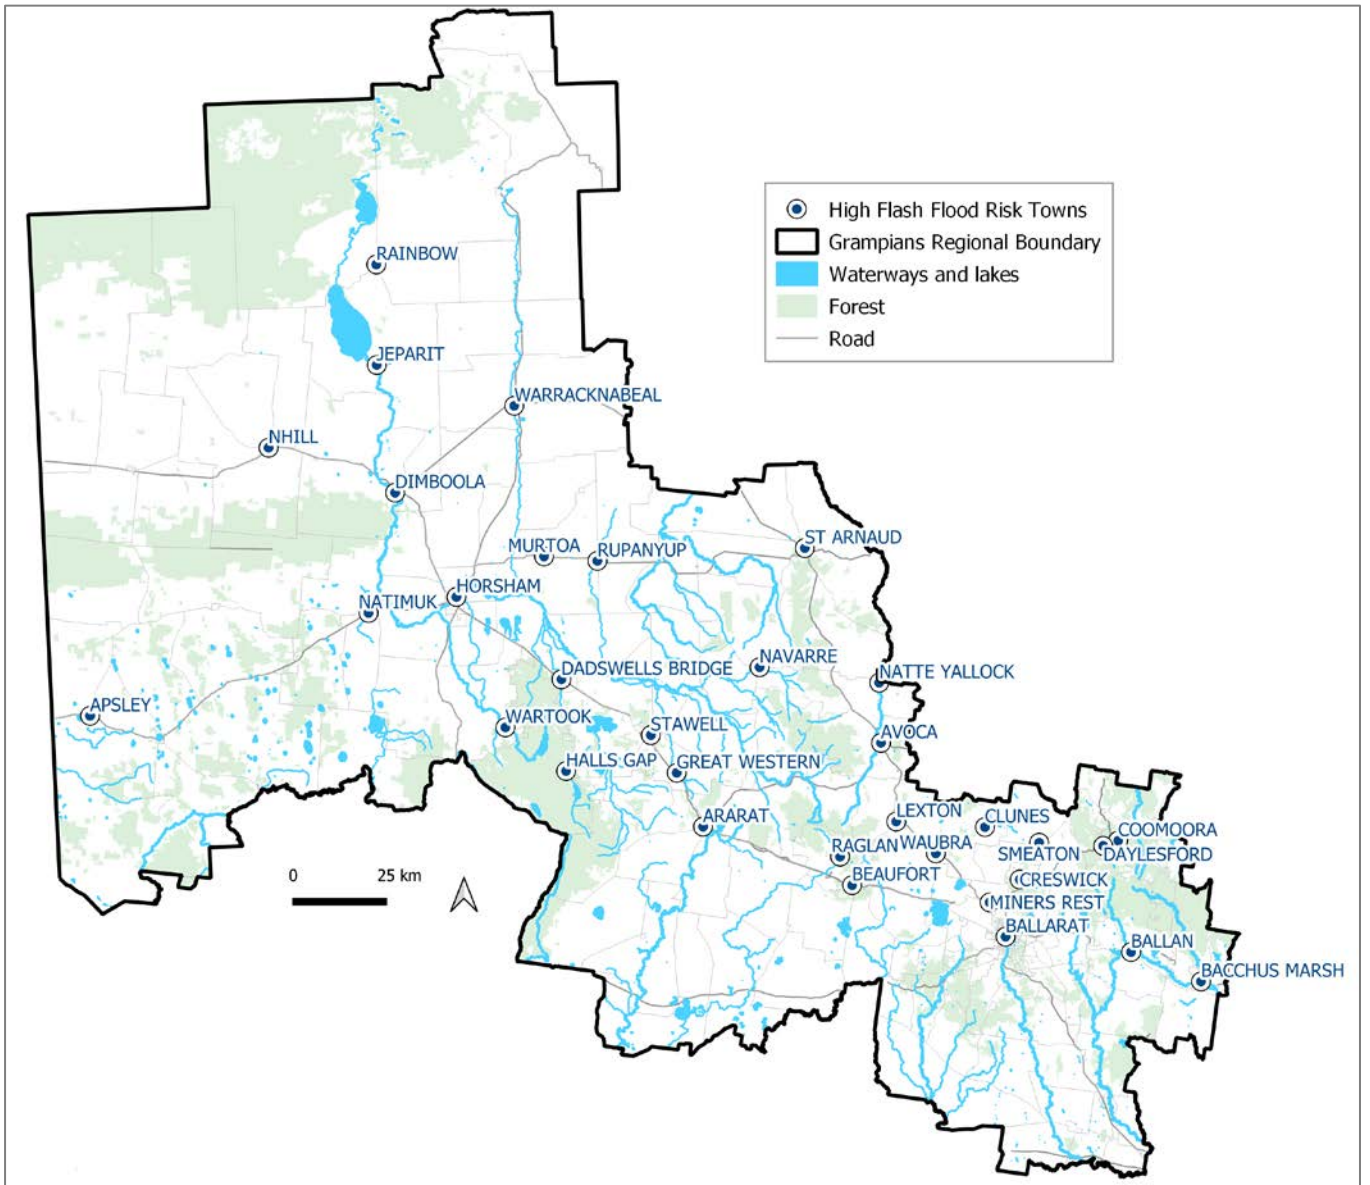 High Flash Flood Risk Towns
Grampians Regional Boundary
Waterways and lakes
Forest
Road
RAINBOW
JEPARIT
WARRACKNABEAL
NHILL
DIMBOOLA
MURTOA
RUPANYUP
ST ARNAUD
HORSHAM
NATIMUK
DADSWELLS BRIDGE
NAVARRE
NATTE YALLOCK
APSLEY
WARTOOK
STAWELL
AVOCA
HALLS GAP
GREAT WESTERN
ARARAT
LEXTON
CLUNES
COOMOORA
RAGLAN
WAUBRA
SMEATON
DAYLESFORD
BEAUFORT
CRESWICK
MINERS REST
BALLARAT
BALLAN
BACCHUS MARSH
0 25 km